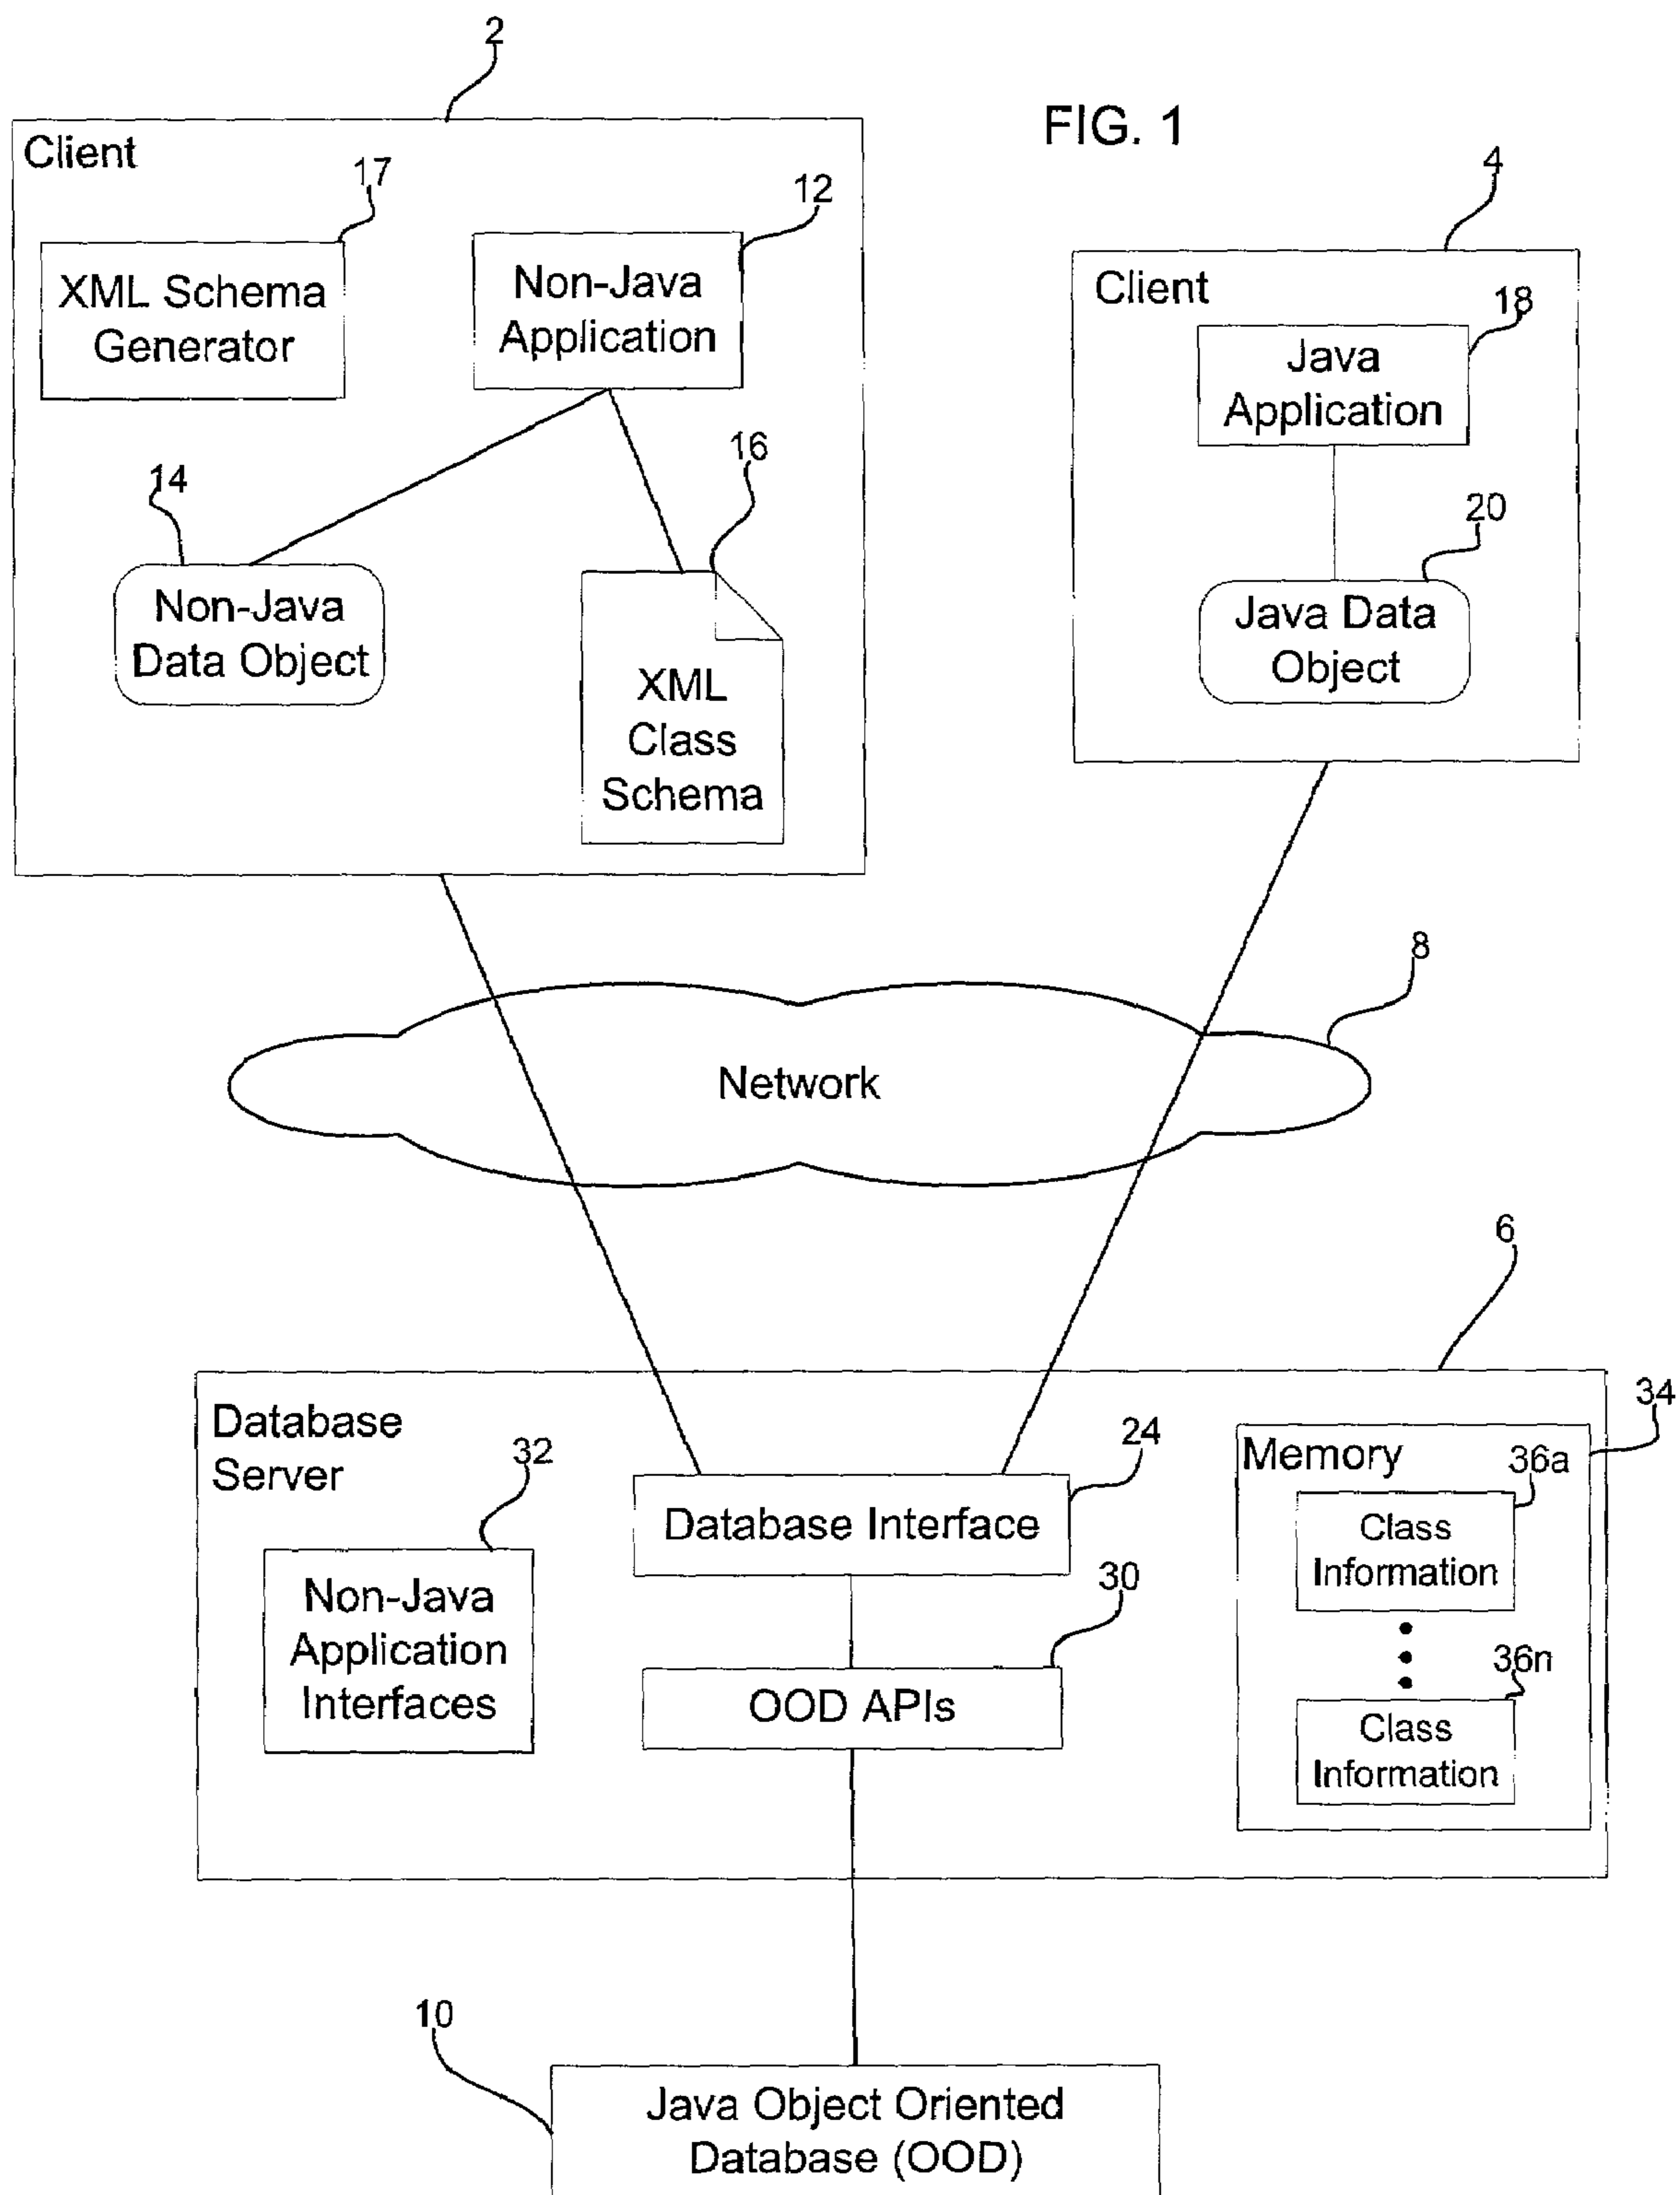 2
FIG. 1
Client
17
12
4
XML Schema
Generator
Non-Java
Application
Client
18
Java
Application
14
16
20
Non-Java
Data Object
XML
Class
Schema
Java Data
Object
8
Network
6
Database
Server
32
24
34
Memory
36a
Database Interface
Class
Information
Non-Java
Application
Interfaces
30
OOD APIs
36n
Class
Information
10
Java Object Oriented
Database (OOD)